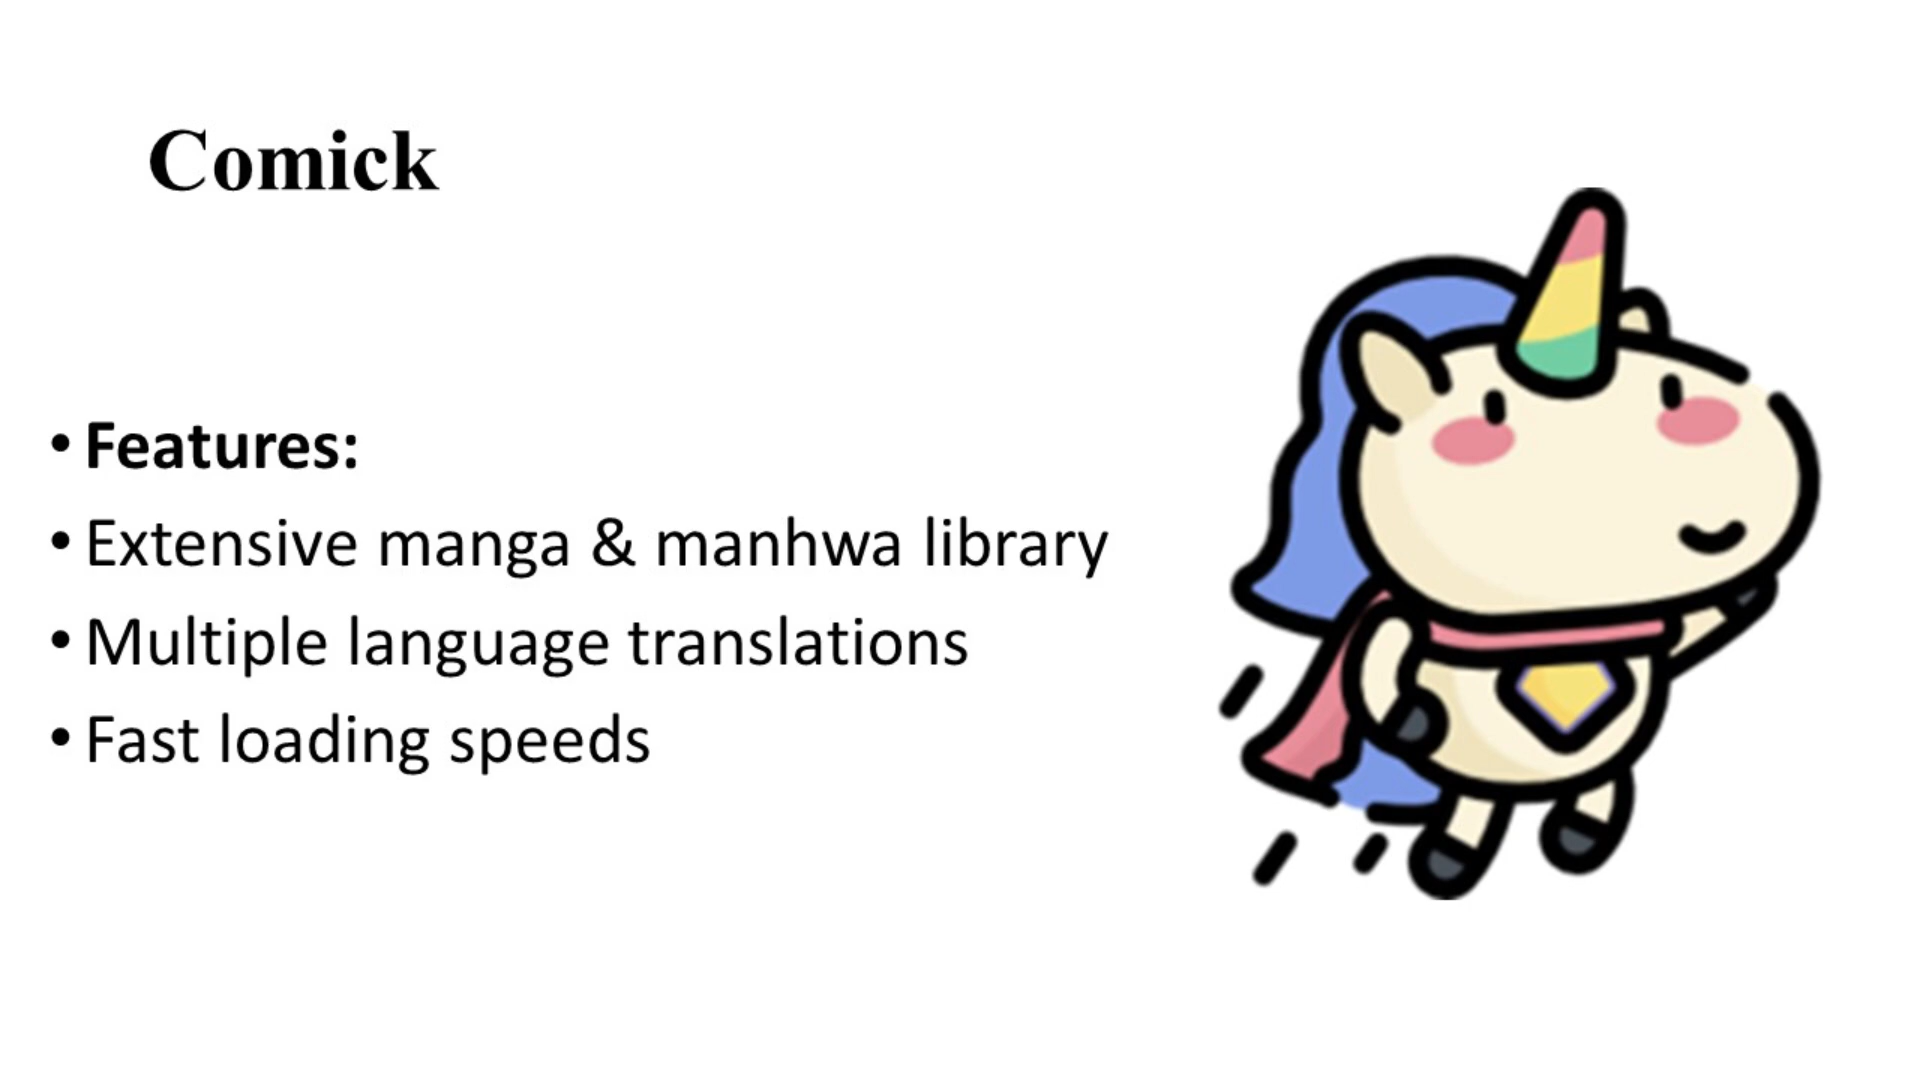 Comick
• Features:
• Extensive manga & manhwa library
• Multiple language translations
• Fast loading speeds